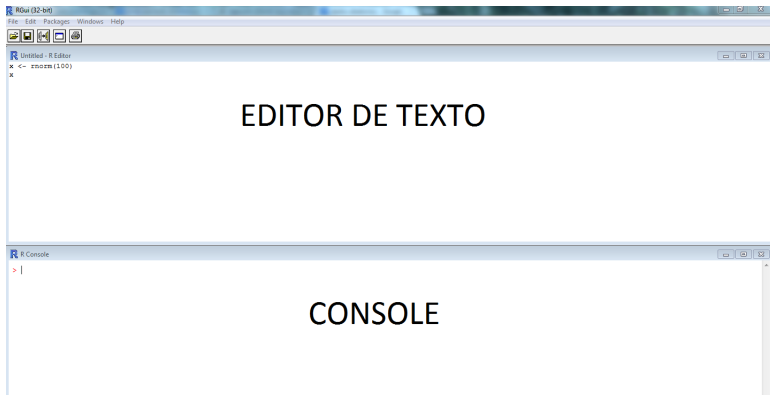 RGui (32-bit)
File Edit Packages Windows Help
Untitled - R Editor
x <- rnorm(100)
x
EDITOR DE TEXTO
R Console
>
CONSOLE